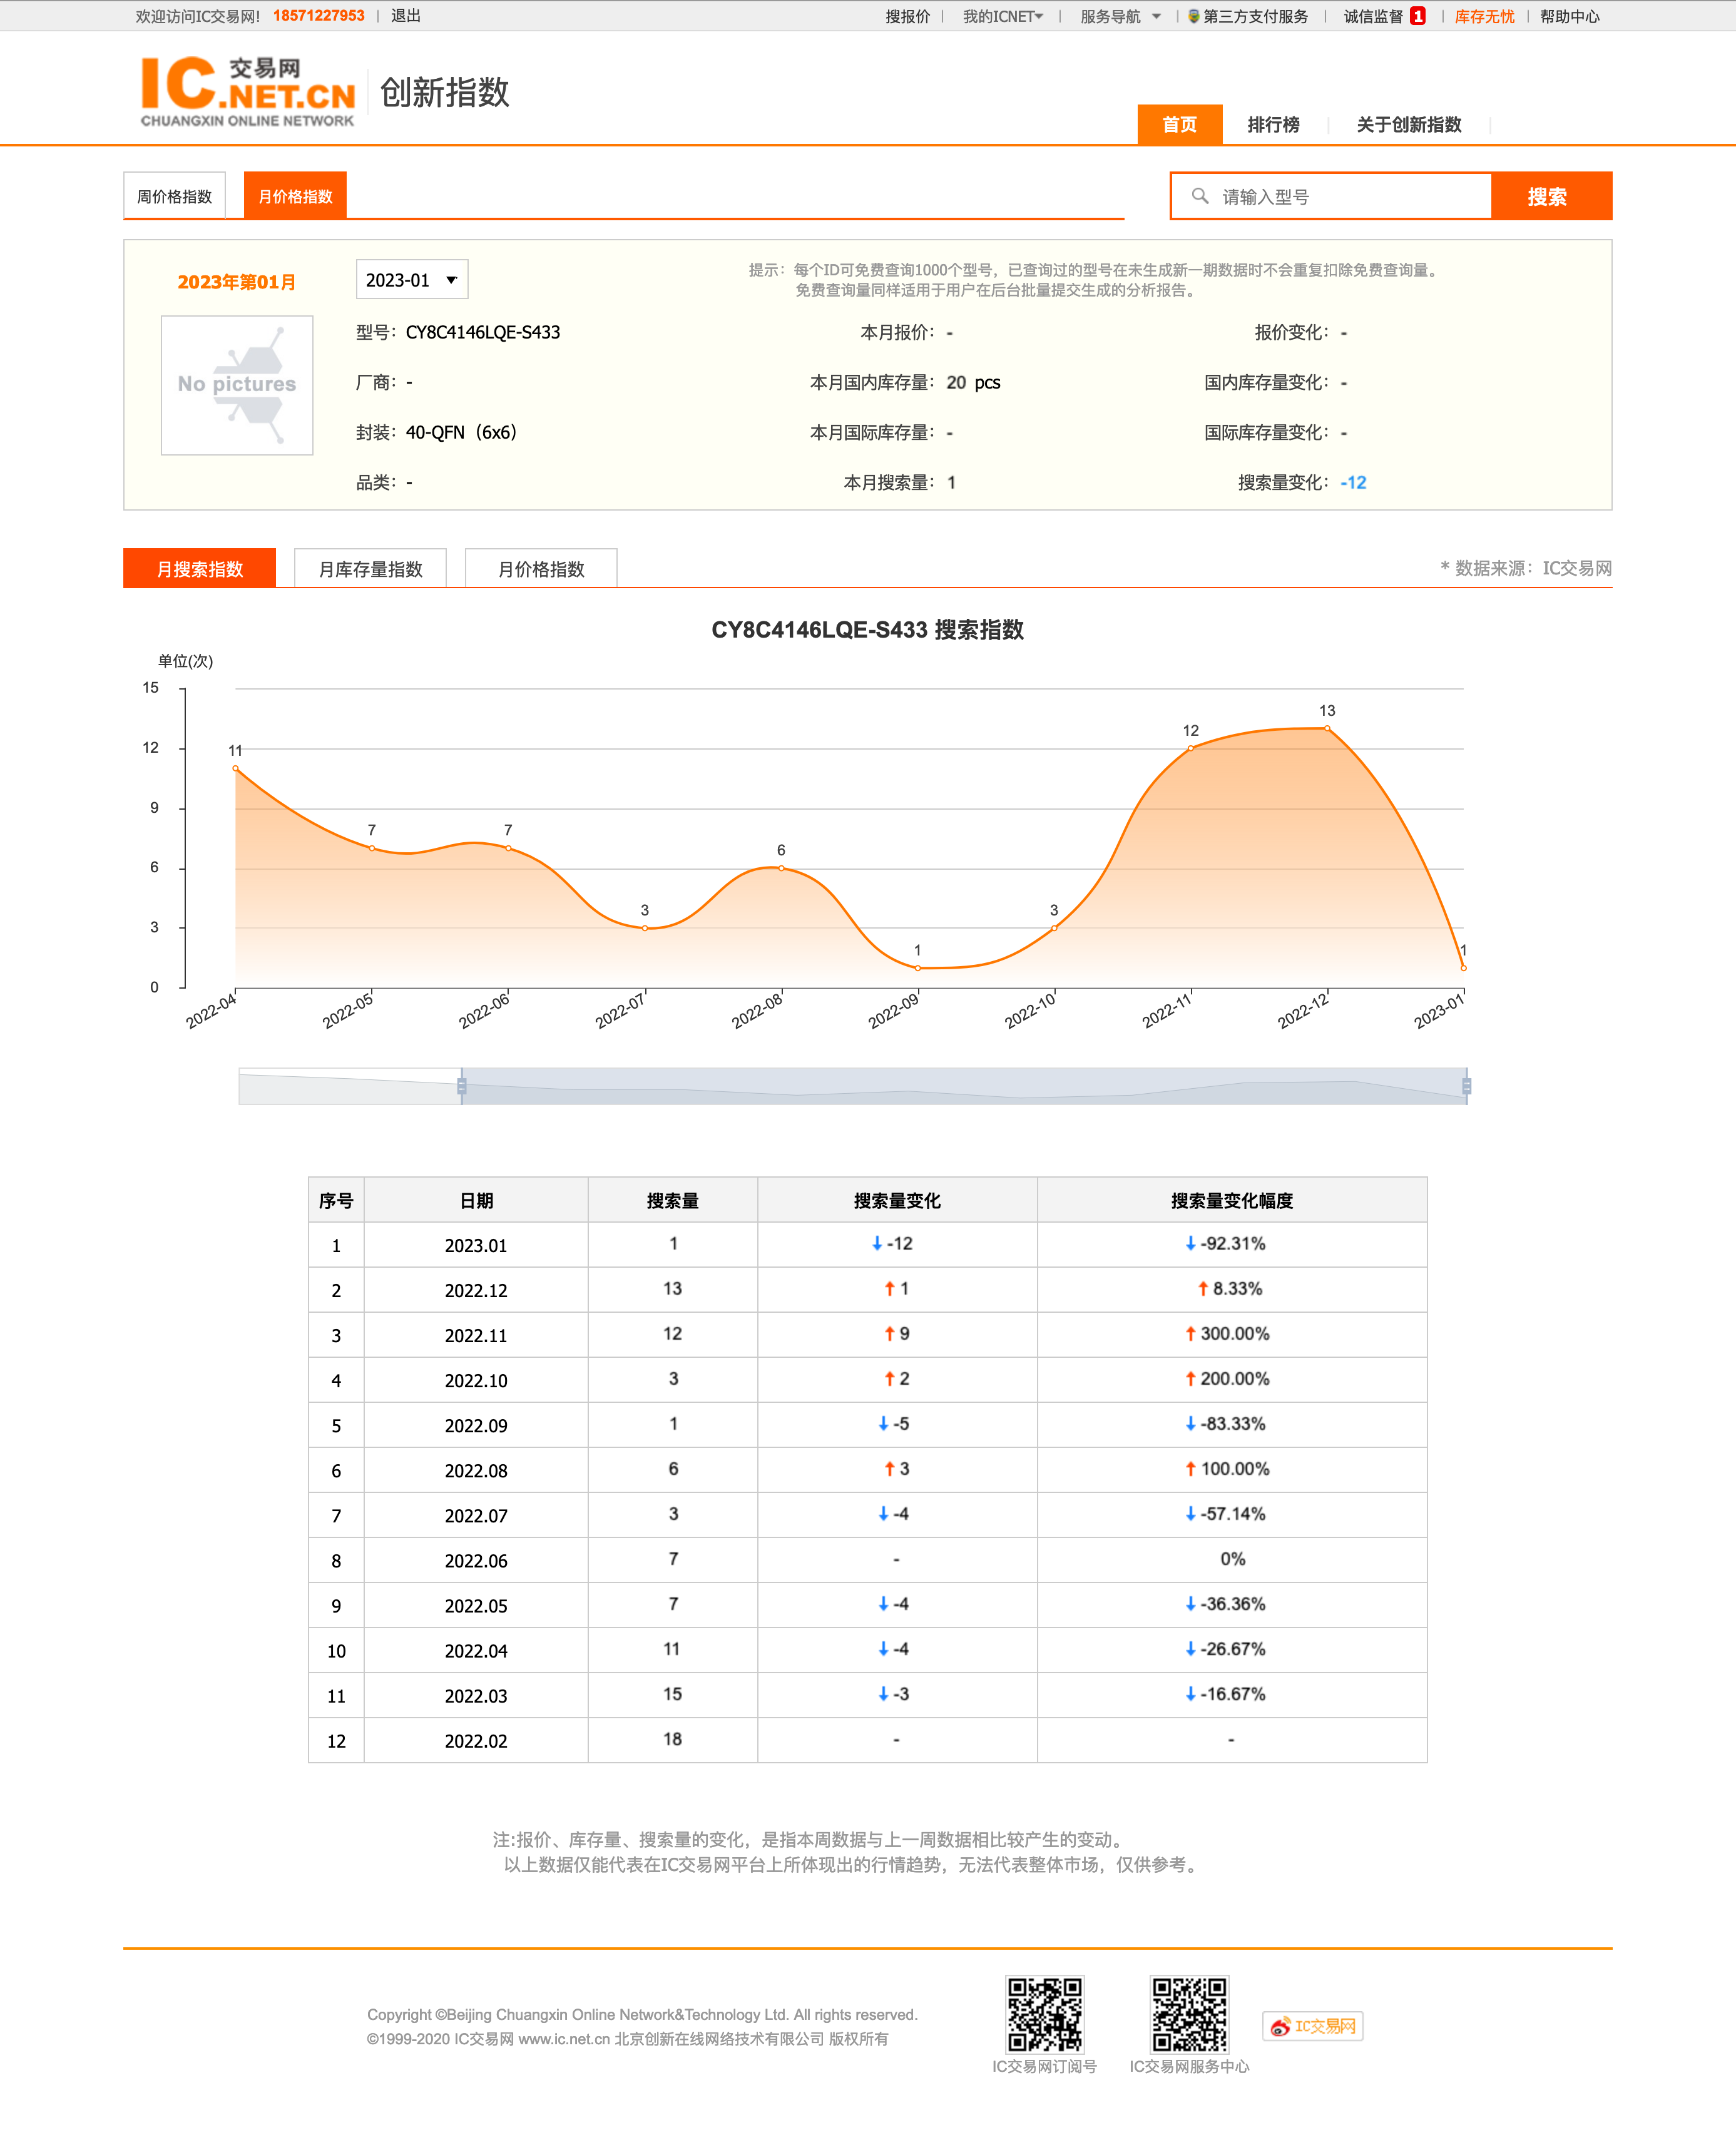 欢迎访问IC交易网! 18571227953 | 退出 搜报价 | 我的ICNET | 服务导航 | 第三方支付服务 | 诚信监督 1 | 库存无忧 | 帮助中心
IC.NET.CN 交易网
CHUANGXIN ONLINE NETWORK
创新指数
首页 排行榜 关于创新指数
周价格指数 月价格指数 请输入型号 搜索
2023年第01月 2023-01
提示：每个ID可免费查询1000个型号，已查询过的型号在未生成新一期数据时不会重复扣除免费查询量。
免费查询量同样适用于用户在后台批量提交生成的分析报告。
No pictures
型号：CY8C4146LQE-S433 本月报价：- 报价变化：-
厂商：- 本月国内库存量：20 pcs 国内库存量变化：-
封装：40-QFN（6x6） 本月国际库存量：- 国际库存量变化：-
品类：- 本月搜索量：1 搜索量变化：-12
月搜索指数 月库存量指数 月价格指数 * 数据来源：IC交易网
CY8C4146LQE-S433 搜索指数
单位(次)
15
12
9
6
3
0
11 7 7 3 6 1 3 12 13 1
2022-04 2022-05 2022-06 2022-07 2022-08 2022-09 2022-10 2022-11 2022-12 2023-01
序号 日期 搜索量 搜索量变化 搜索量变化幅度
1 2023.01 1 ↓-12 ↓-92.31%
2 2022.12 13 ↑1 ↑8.33%
3 2022.11 12 ↑9 ↑300.00%
4 2022.10 3 ↑2 ↑200.00%
5 2022.09 1 ↓-5 ↓-83.33%
6 2022.08 6 ↑3 ↑100.00%
7 2022.07 3 ↓-4 ↓-57.14%
8 2022.06 7 - 0%
9 2022.05 7 ↓-4 ↓-36.36%
10 2022.04 11 ↓-4 ↓-26.67%
11 2022.03 15 ↓-3 ↓-16.67%
12 2022.02 18 - -
注:报价、库存量、搜索量的变化，是指本周数据与上一周数据相比较产生的变动。
以上数据仅能代表在IC交易网平台上所体现出的行情趋势，无法代表整体市场，仅供参考。
Copyright ©Beijing Chuangxin Online Network&Technology Ltd. All rights reserved.
©1999-2020 IC交易网 www.ic.net.cn 北京创新在线网络技术有限公司 版权所有
IC交易网订阅号 IC交易网服务中心 IC交易网